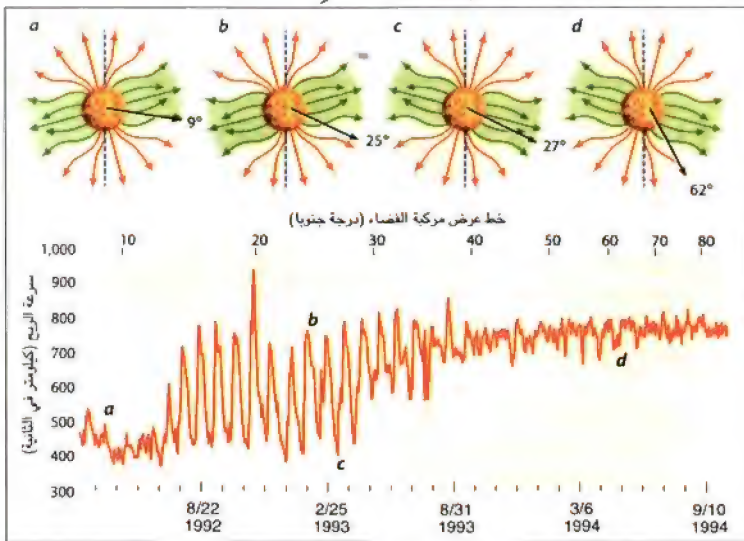 a b c d
9° 25° 27° 62°
خط عرض مركبة الفضاء (درجة جنوبا)
10 20 30 40 50 60 70 80
سرعة الريح (كيلومتر في الثانية)
1,000
900
800
700
600
500
400
300
a b c d
8/22 2/25 8/31 3/6 9/10
1992 1993 1993 1994 1994